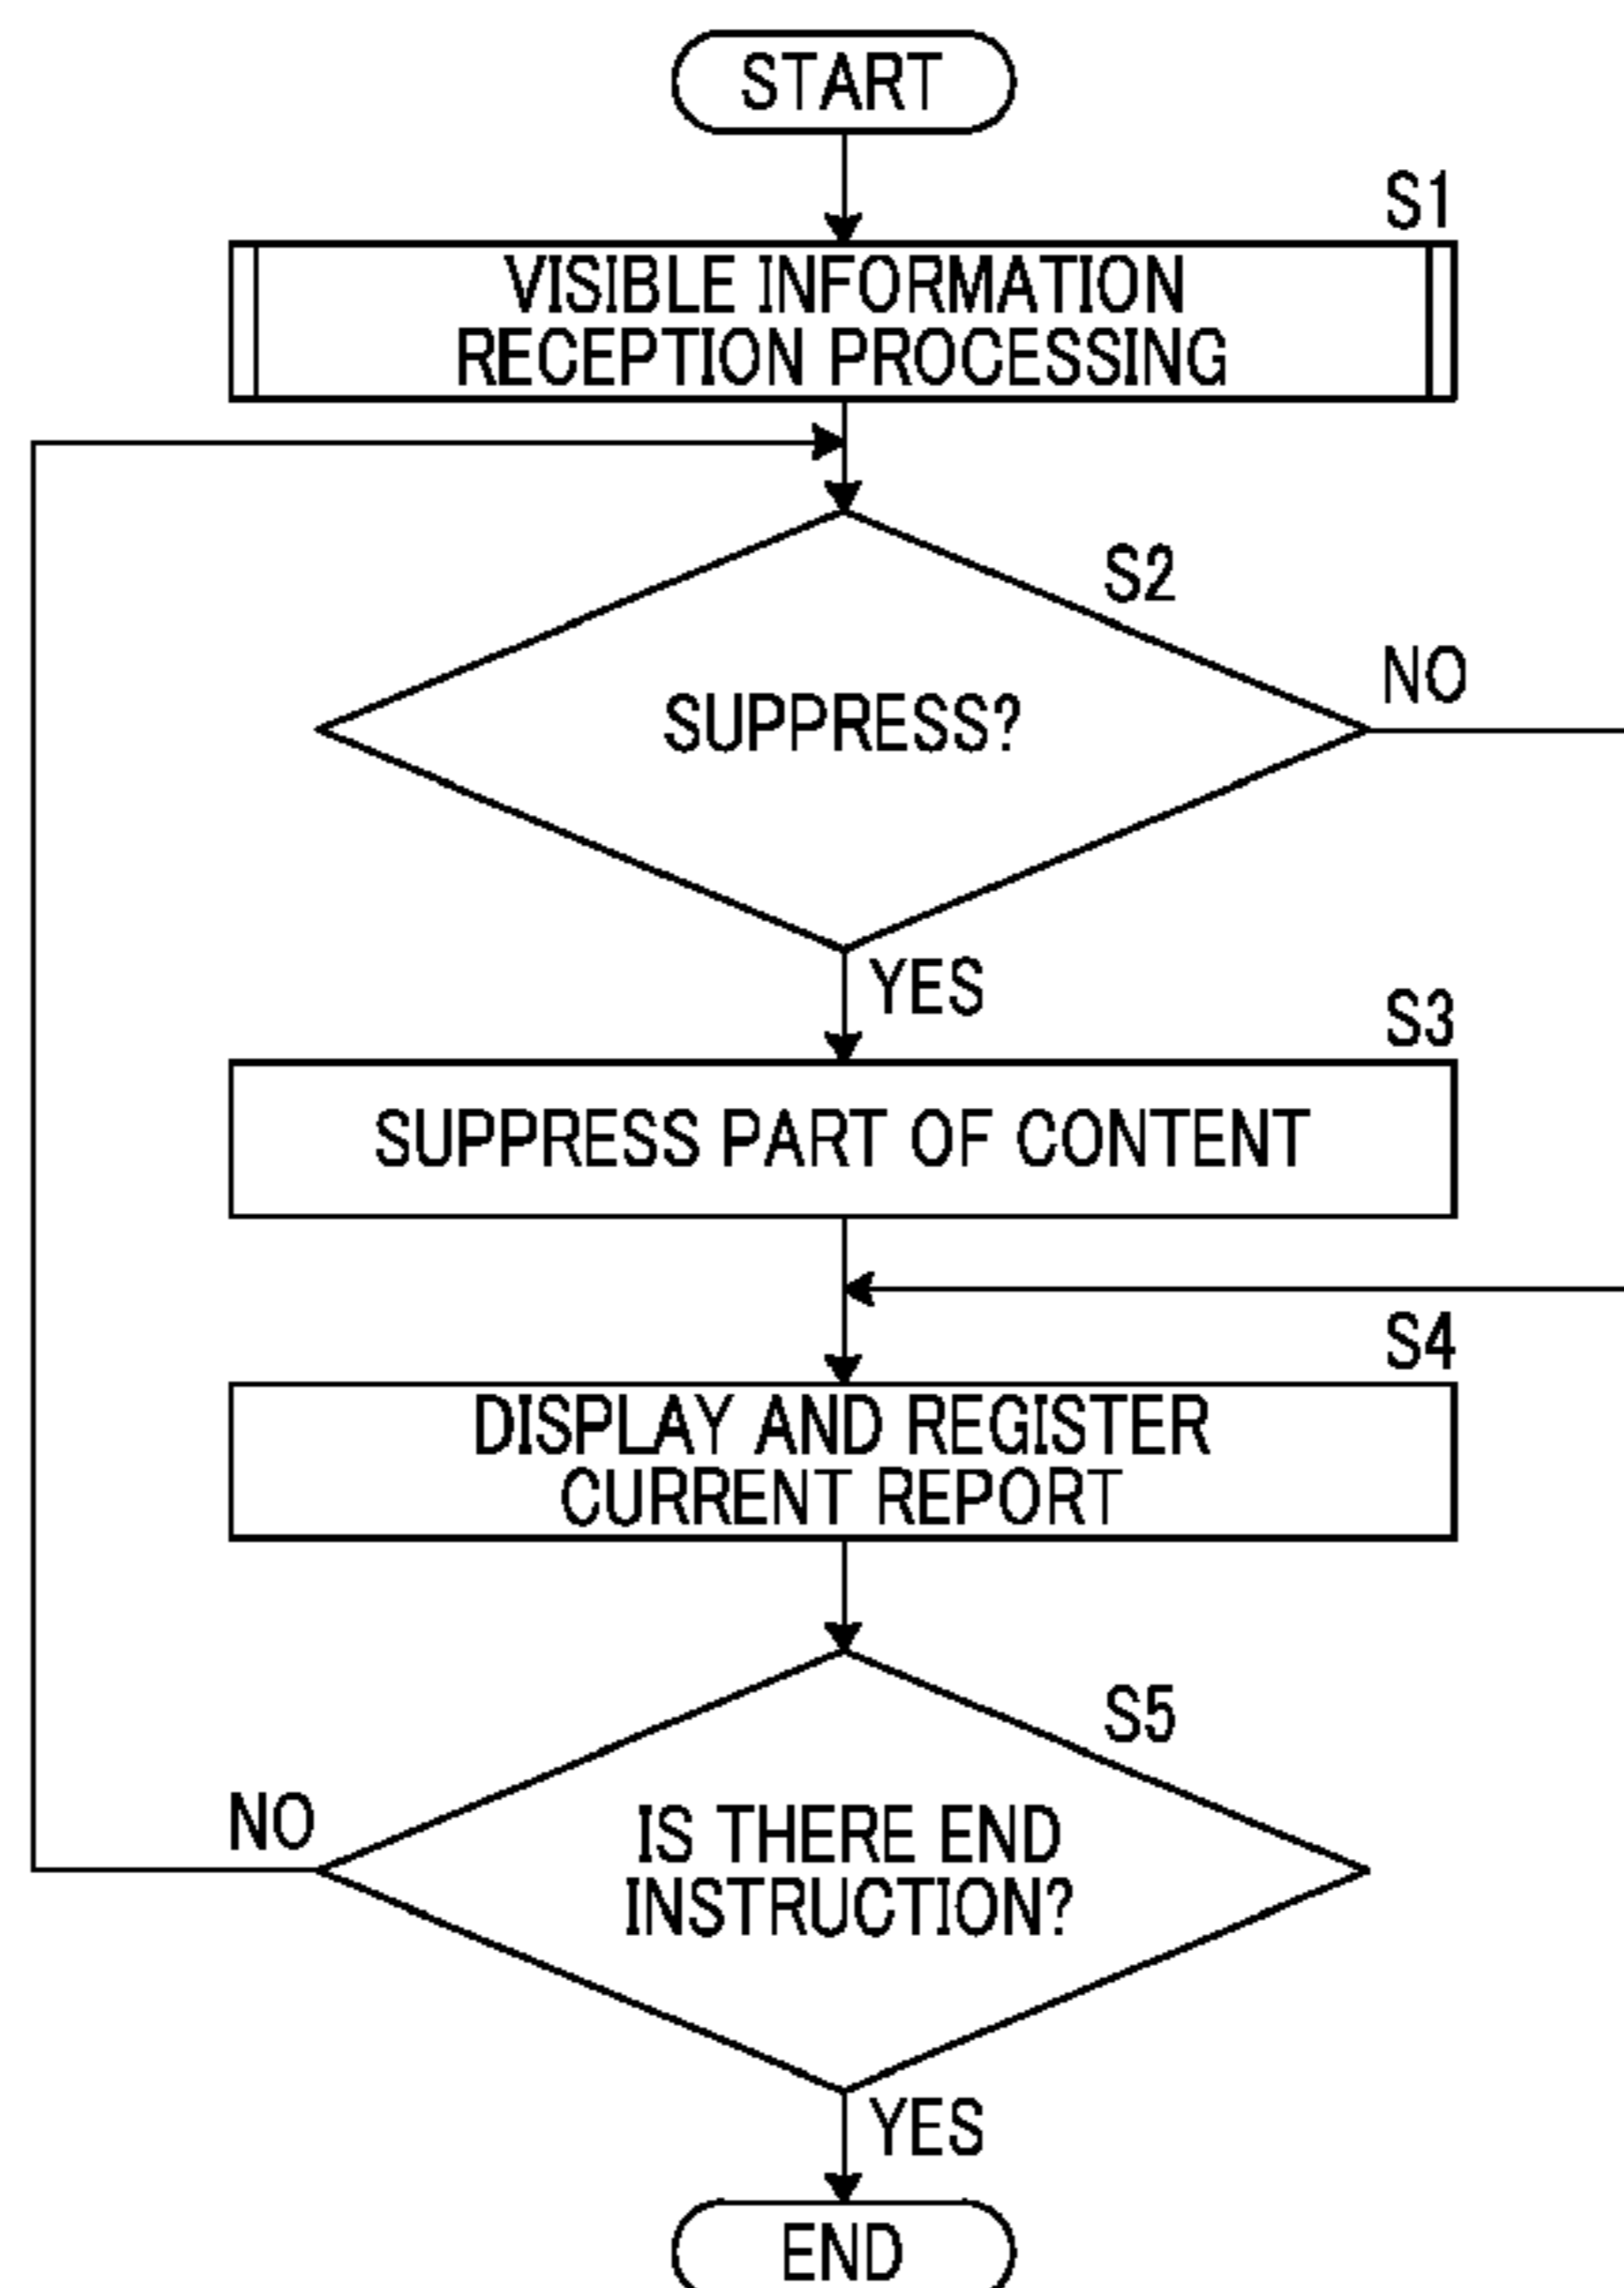 START
S1
VISIBLE INFORMATION
RECEPTION PROCESSING
S2
SUPPRESS?
NO
YES
S3
SUPPRESS PART OF CONTENT
S4
DISPLAY AND REGISTER
CURRENT REPORT
S5
IS THERE END
INSTRUCTION?
NO
YES
END